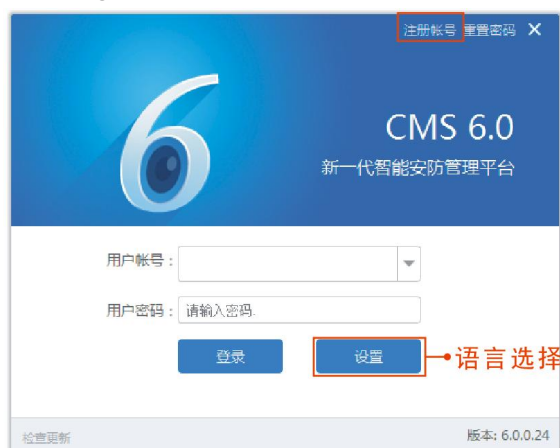 注册帐号 重置密码
6
CMS 6.0
新一代智能安防管理平台
用户帐号：
用户密码： 请输入密码.
登录 设置 语言选择
检查更新 版本: 6.0.0.24